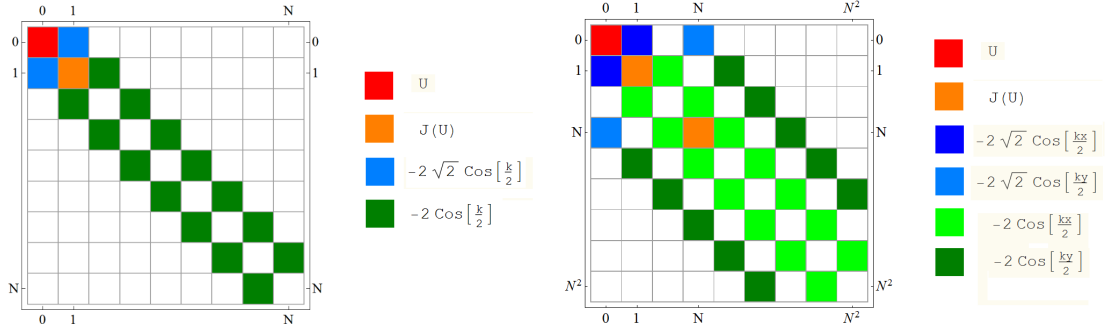 0 1 N
0 0
1 1
N N
0 1 N
U
J(U)
-2 √2 Cos[k/2]
-2 Cos[k/2]
0 1 N N²
0 0
1 1
N N
N² N²
0 1 N N²
U
J(U)
-2 √2 Cos[kx/2]
-2 √2 Cos[ky/2]
-2 Cos[kx/2]
-2 Cos[ky/2]